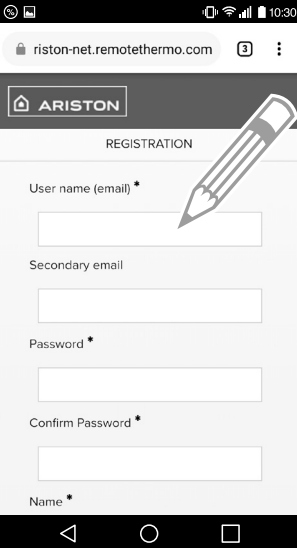 10:30
riston-net.remotethermo.com
3
ARISTON
REGISTRATION
User name (email) *
Secondary email
Password *
Confirm Password *
Name *